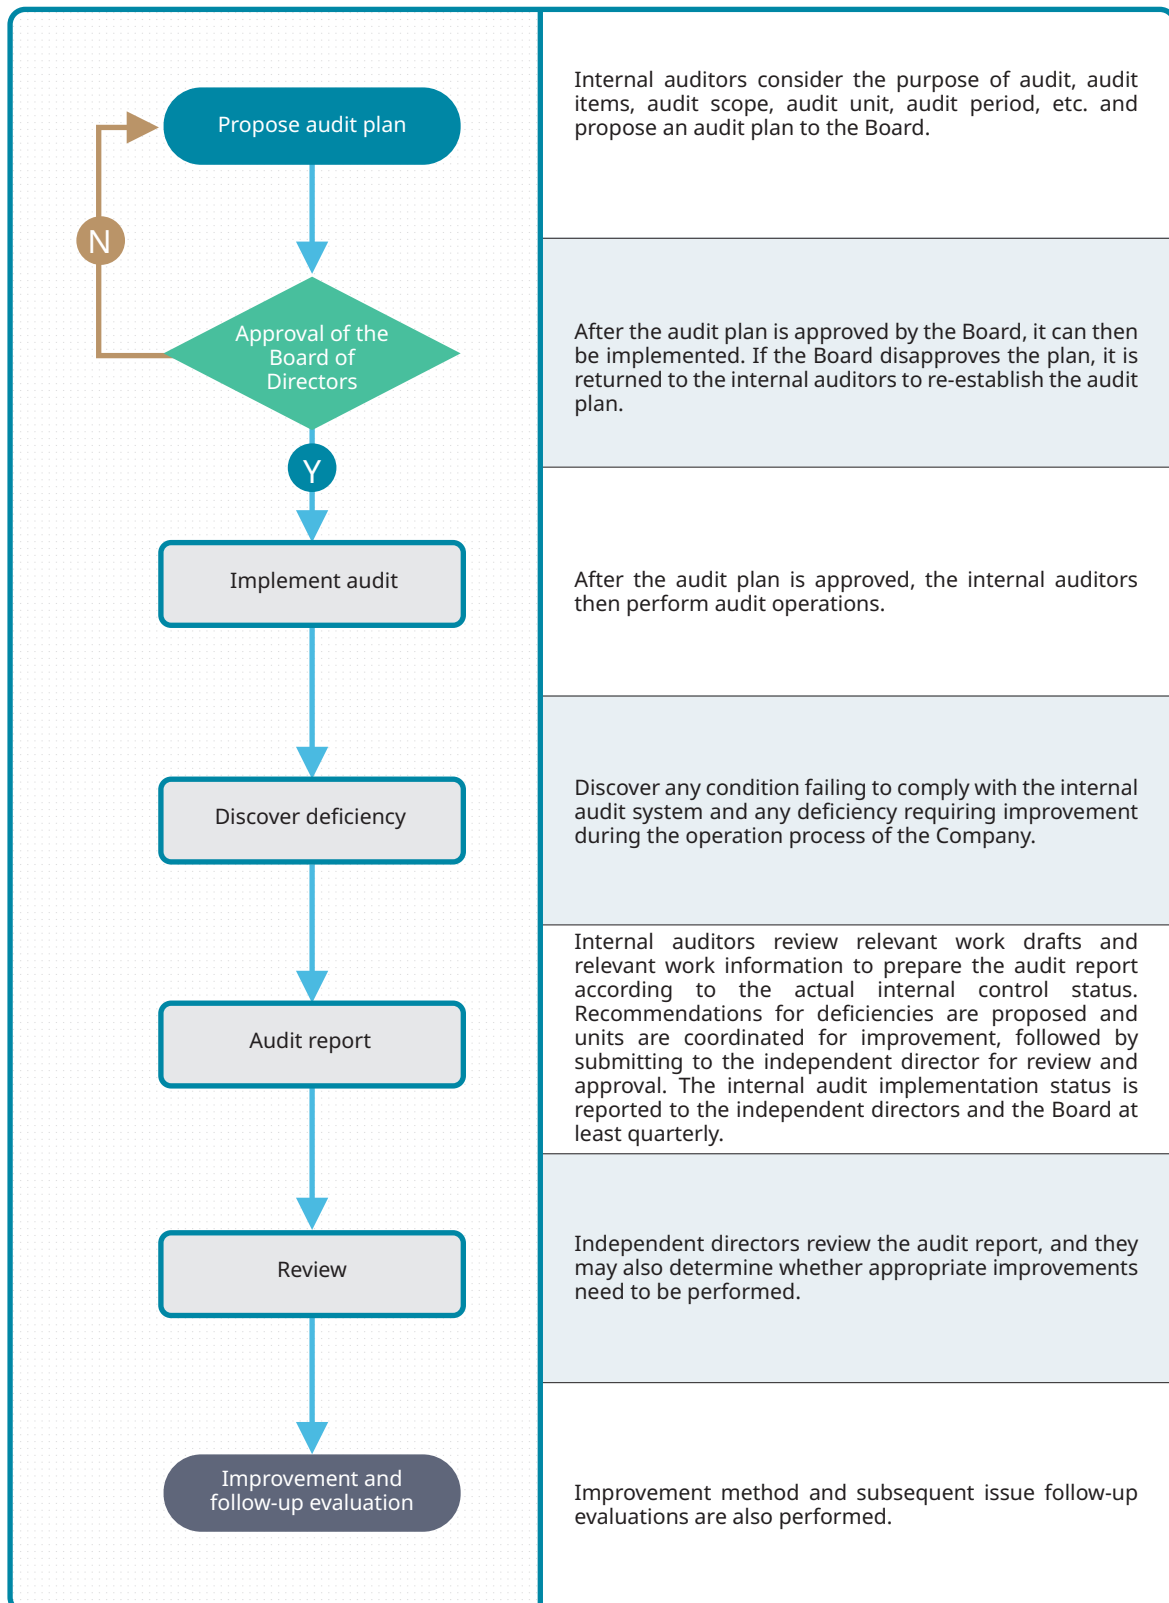 Propose audit plan
Internal auditors consider the purpose of audit, audit
items, audit scope, audit unit, audit period, etc. and
propose an audit plan to the Board.
N
Approval of the
Board of
Directors
After the audit plan is approved by the Board, it can then
be implemented. If the Board disapproves the plan, it is
returned to the internal auditors to re-establish the audit
plan.
Y
Implement audit
After the audit plan is approved, the internal auditors
then perform audit operations.
Discover deficiency
Discover any condition failing to comply with the internal
audit system and any deficiency requiring improvement
during the operation process of the Company.
Audit report
Internal auditors review relevant work drafts and
relevant work information to prepare the audit report
according to the actual internal control status.
Recommendations for deficiencies are proposed and
units are coordinated for improvement, followed by
submitting to the independent director for review and
approval. The internal audit implementation status is
reported to the independent directors and the Board at
least quarterly.
Review
Independent directors review the audit report, and they
may also determine whether appropriate improvements
need to be performed.
Improvement and
follow-up evaluation
Improvement method and subsequent issue follow-up
evaluations are also performed.